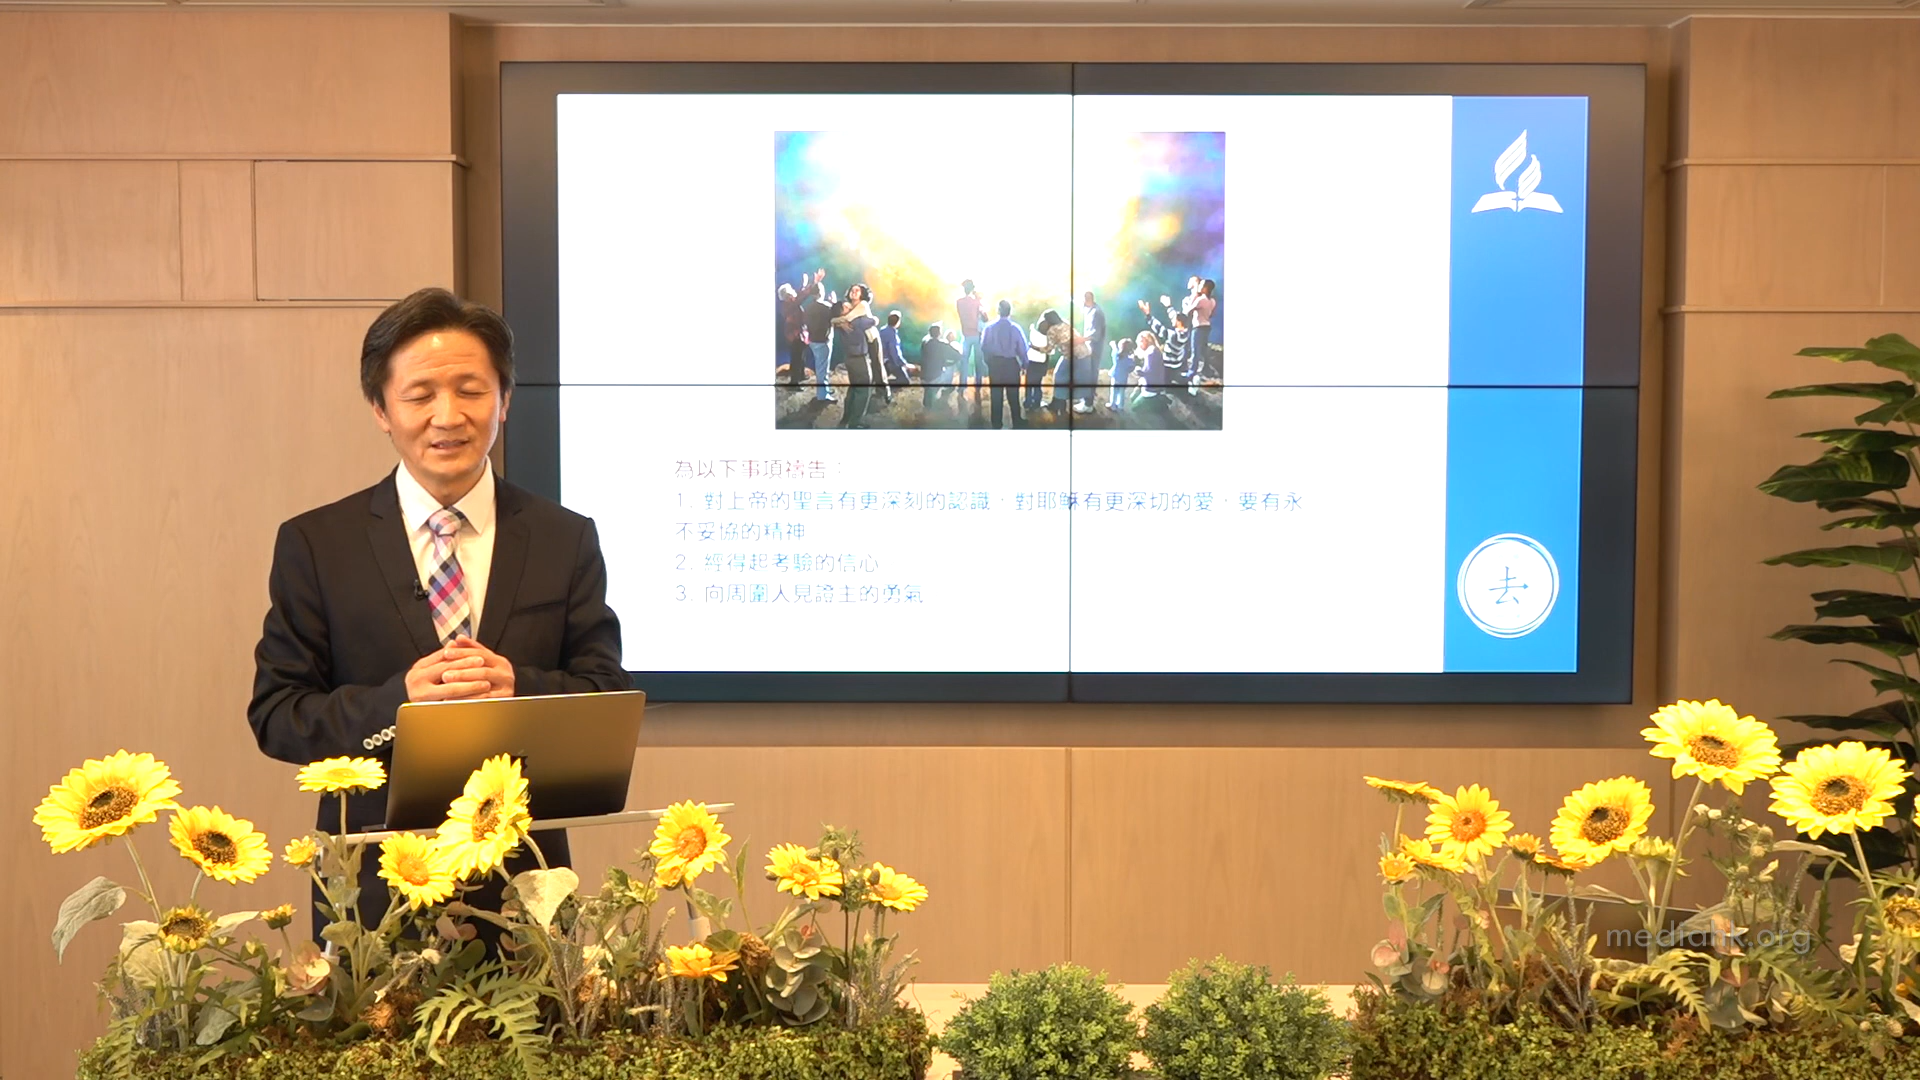 為以下事項禱告：
1. 對上帝的聖言有更深刻的認識，對耶穌有更深切的愛，要有永
不妥協的精神
2. 經得起考驗的信心
3. 向周圍人見證主的勇氣
去
mediahk.org